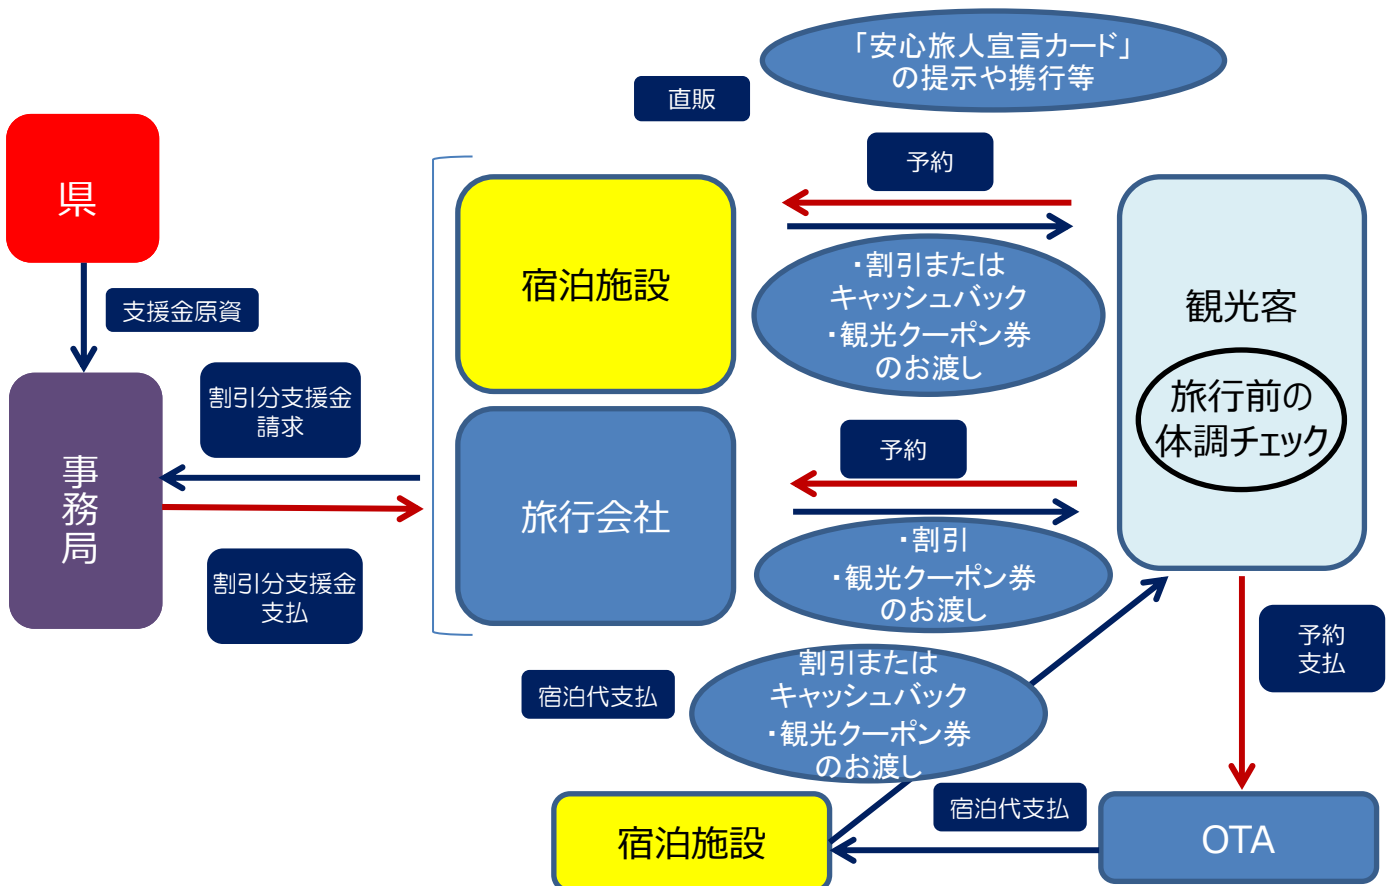 「安心旅人宣言カード」
の提示や携行等
直販
県
予約
宿泊施設
・割引または
キャッシュバック
・観光クーポン券
のお渡し
観光客
旅行前の
体調チェック
支援金原資
割引分支援金
請求
事務局
割引分支援金
支払
旅行会社
予約
・割引
・観光クーポン券
のお渡し
予約
支払
宿泊代支払
割引または
キャッシュバック
・観光クーポン券
のお渡し
宿泊施設
宿泊代支払
OTA